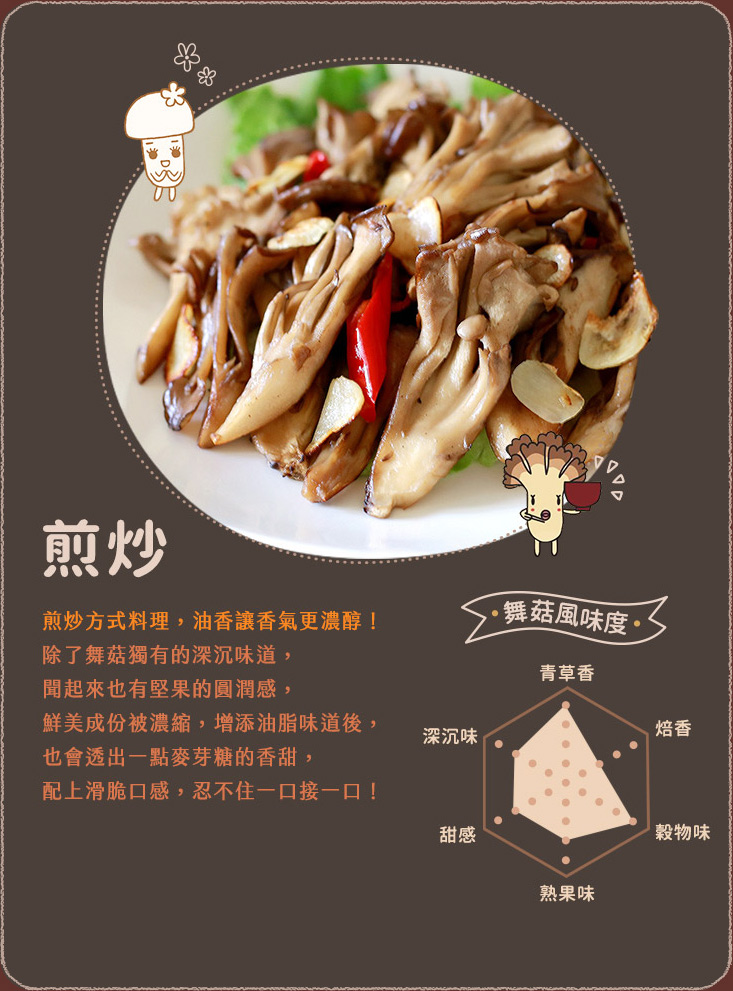 煎炒
煎炒方式料理，油香讓香氣更濃醇！
除了舞菇獨有的深沉味道，
聞起來也有堅果的圓潤感，
鮮美成份被濃縮，增添油脂味道後，
也會透出一點麥芽糖的香甜，
配上滑脆口感，忍不住一口接一口！
舞菇風味度
青草香
焙香
穀物味
熟果味
甜感
深沉味